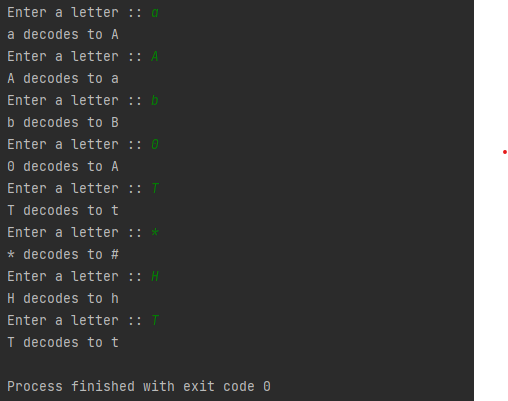 Enter a letter :: a
a decodes to A
Enter a letter :: A
A decodes to a
Enter a letter :: b
b decodes to B
Enter a letter :: 0
0 decodes to A
Enter a letter :: T
T decodes to t
Enter a letter :: *
* decodes to #
Enter a letter :: H
H decodes to h
Enter a letter :: T
T decodes to t
Process finished with exit code 0